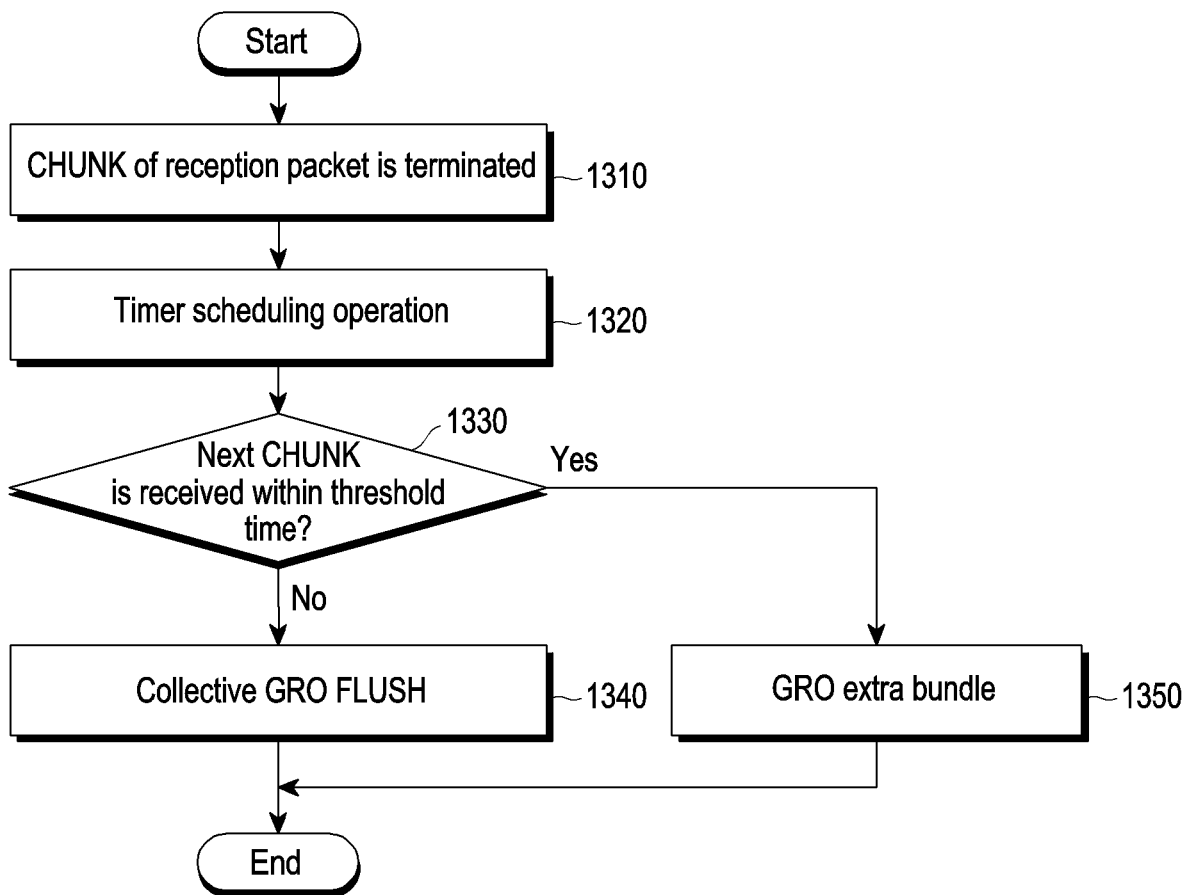 Start
CHUNK of reception packet is terminated
1310
Timer scheduling operation
1320
1330
Next CHUNK
is received within threshold
time?
Yes
No
Collective GRO FLUSH
1340
GRO extra bundle
1350
End